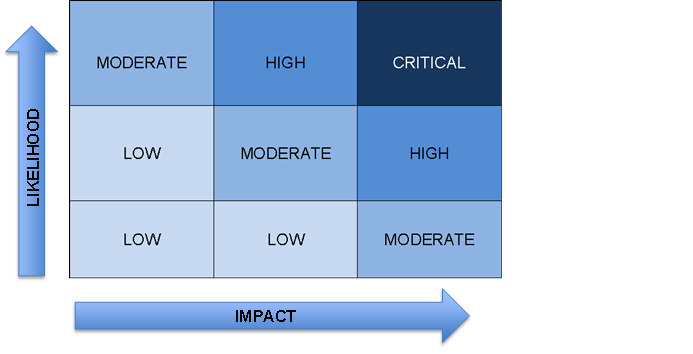 MODERATE HIGH CRITICAL
LOW MODERATE HIGH
LOW LOW MODERATE
LIKELIHOOD
IMPACT